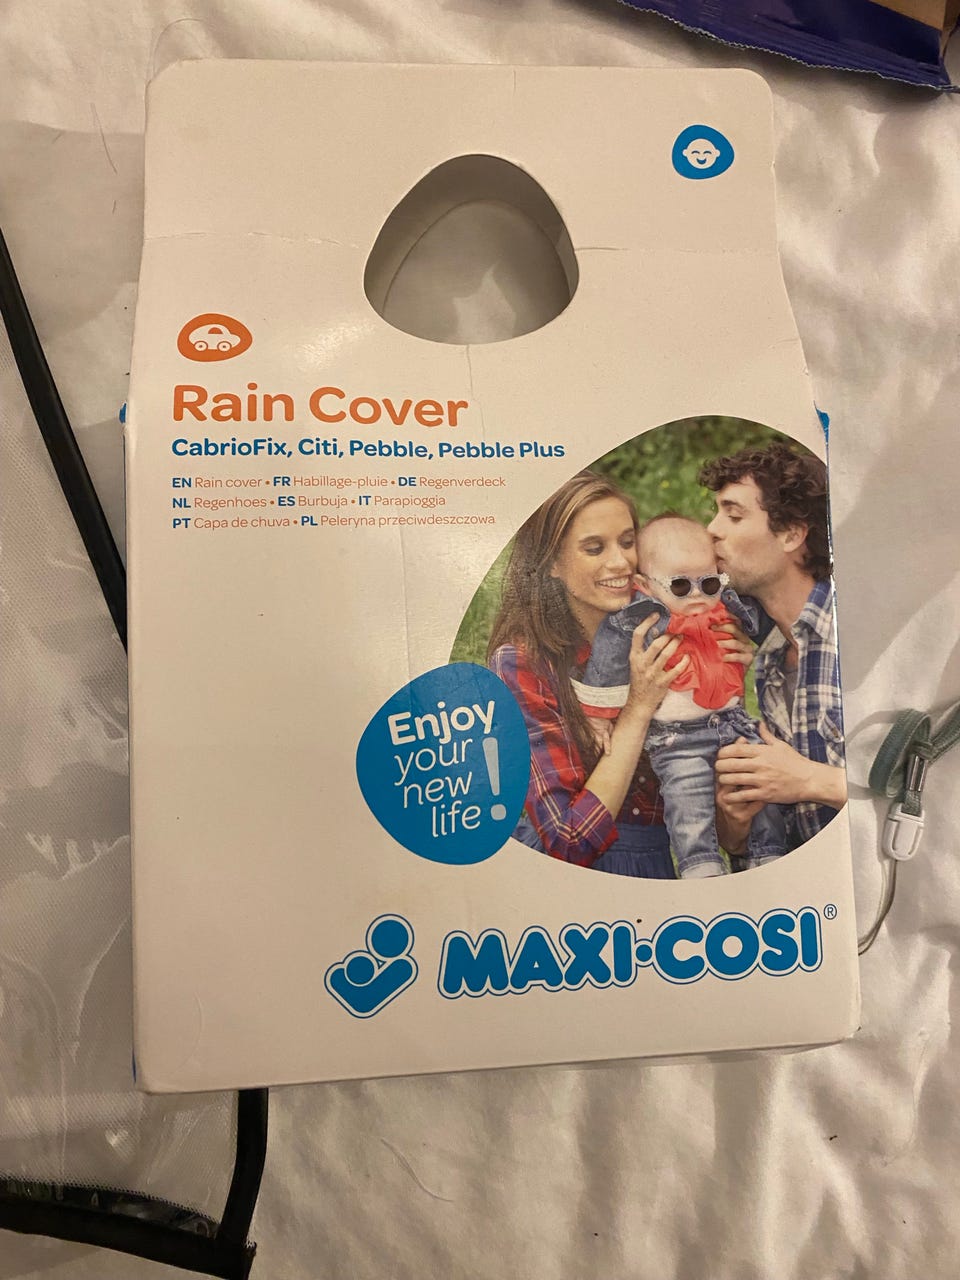 Rain Cover
CabrioFix, Citi, Pebble, Pebble Plus
EN Rain cover • FR Habillage-pluie • DE Regenverdeck
NL Regenhoes • ES Burbuja • IT Parapioggia
PT Capa de chuva • PL Peleryna przeciwdeszczowa
Enjoy
your
new
life!
MAXI·COSI®